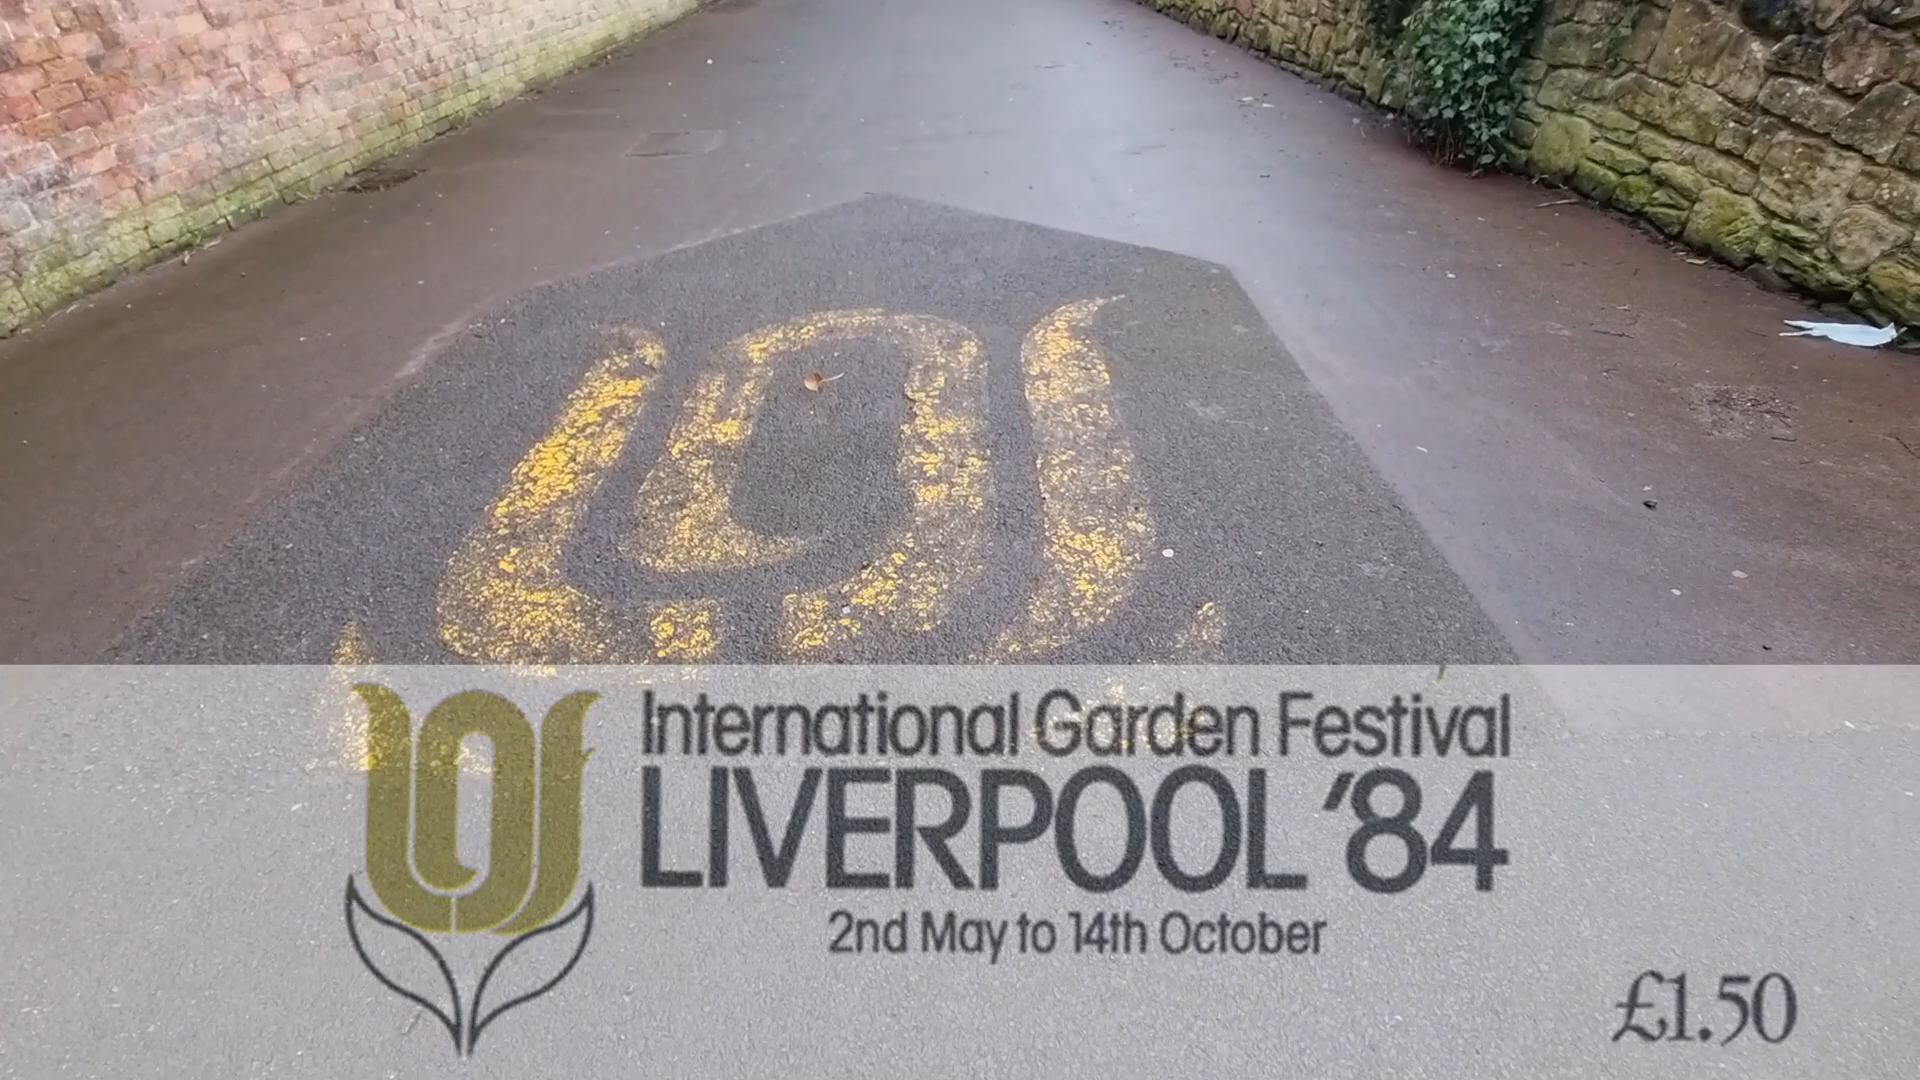 International Garden Festival
LIVERPOOL '84
2nd May to 14th October
£1.50